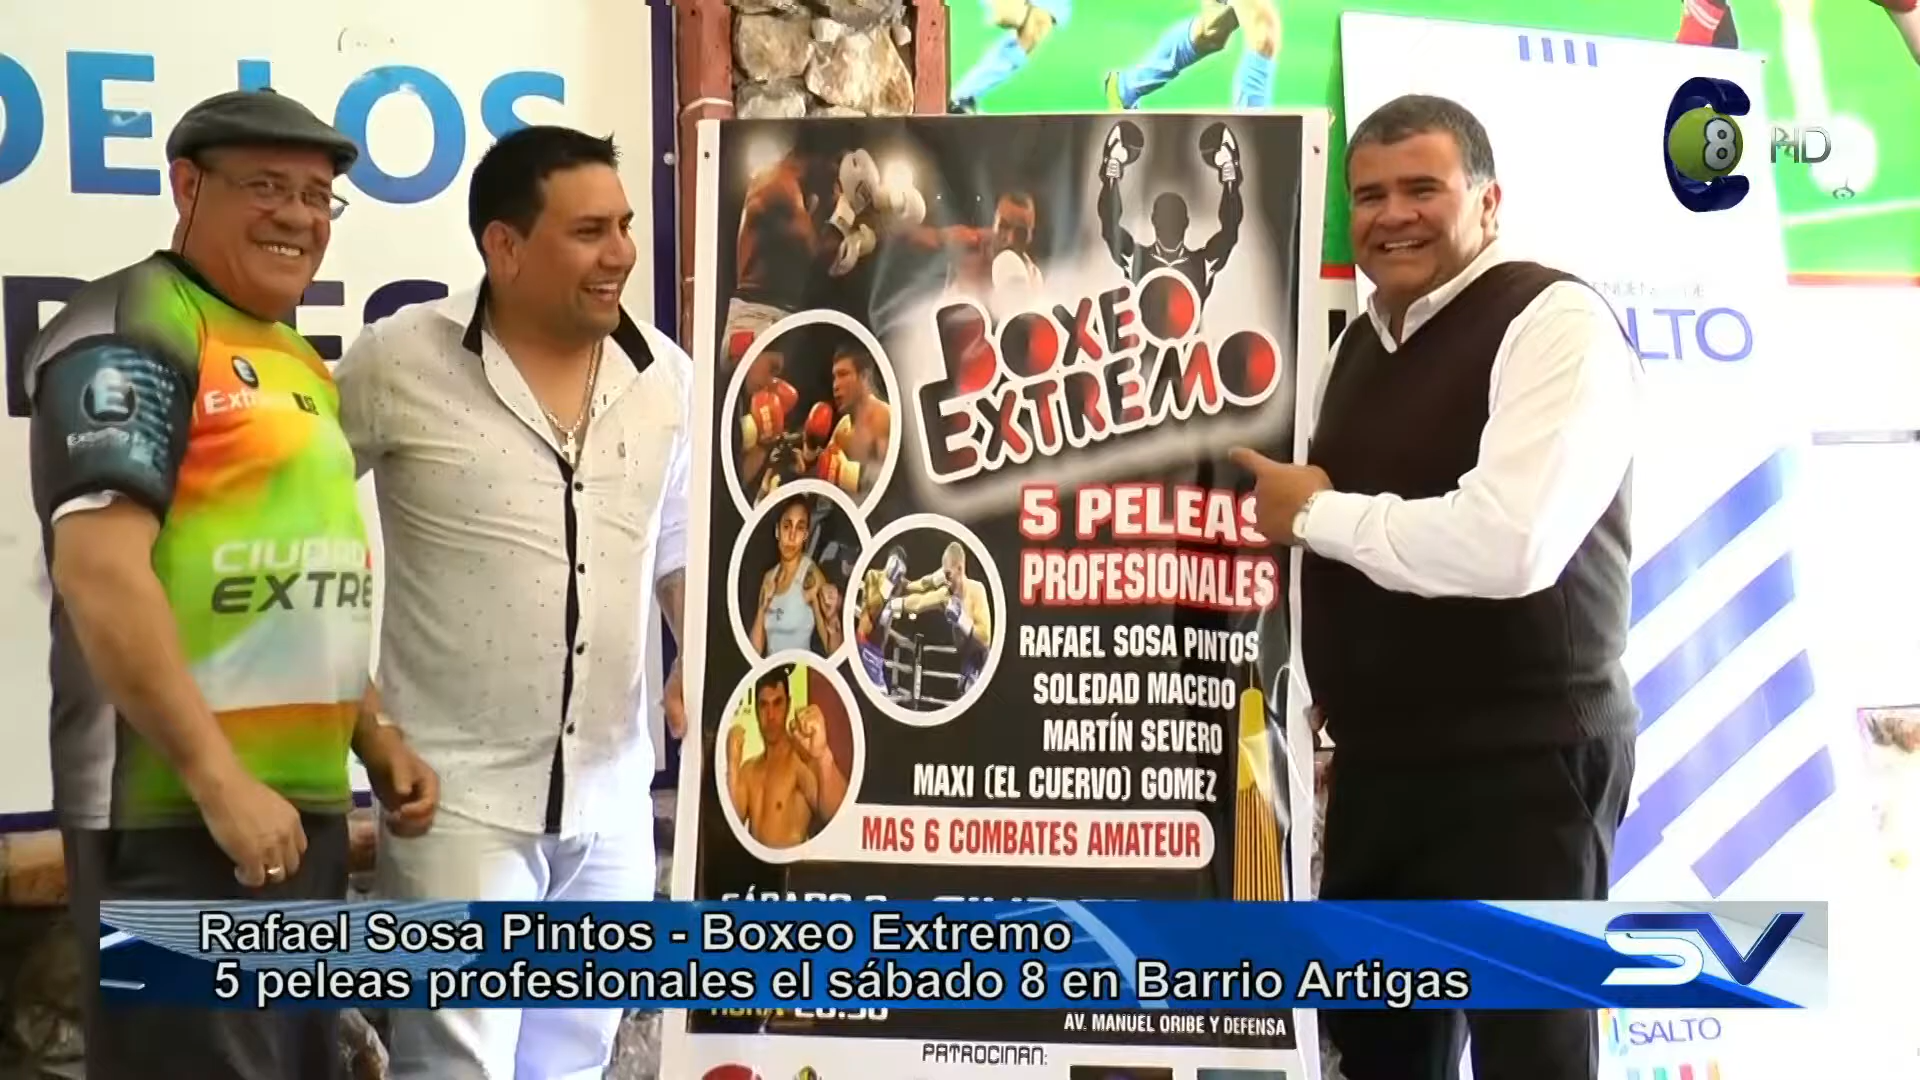 DE LOS
8 HD
SALTO
E
Extremo
CIUDAD
EXTRE
BOXEO
EXTREMO
5 PELEAS
PROFESIONALES
RAFAEL SOSA PINTOS
SOLEDAD MACEDO
MARTÍN SEVERO
MAXI (EL CUERVO) GOMEZ
MAS 6 COMBATES AMATEUR
Rafael Sosa Pintos - Boxeo Extremo
5 peleas profesionales el sábado 8 en Barrio Artigas
SV
AV. MANUEL ORIBE Y DEFENSA
PATROCINAN:
SALTO